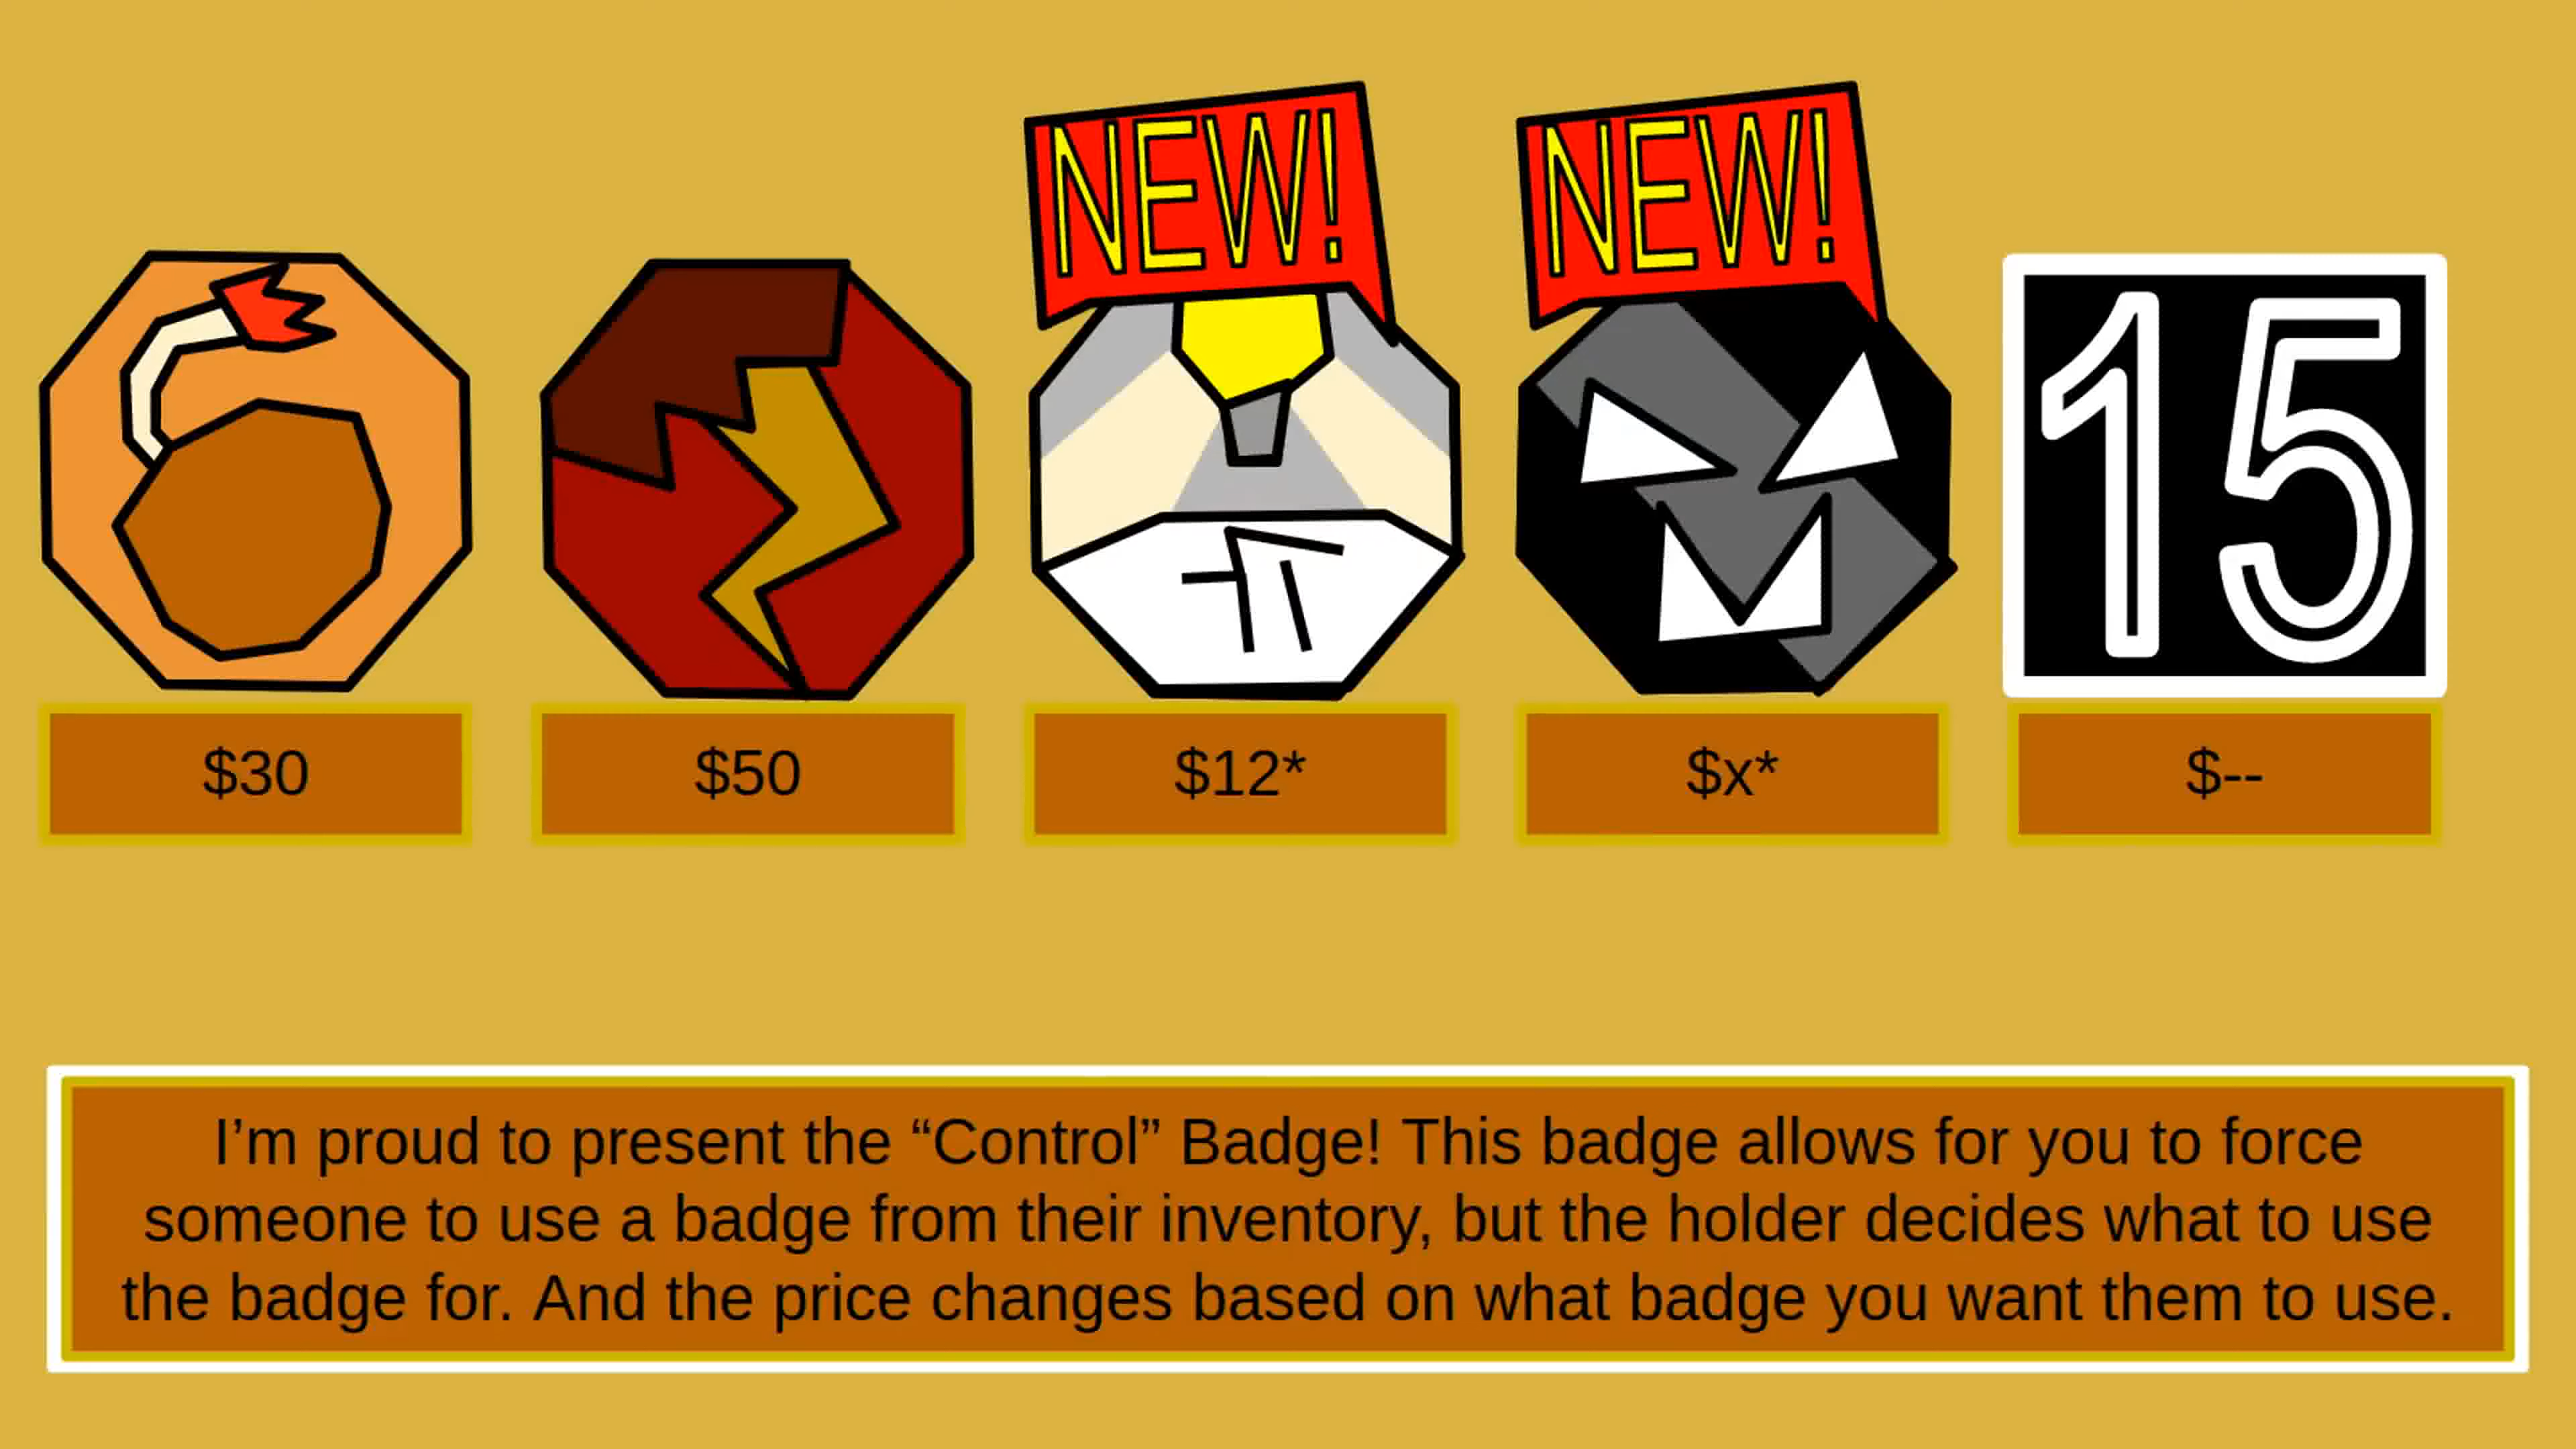 NEW!
NEW!
15
$30
$50
$12*
$x*
$--
I’m proud to present the “Control” Badge! This badge allows for you to force
someone to use a badge from their inventory, but the holder decides what to use
the badge for. And the price changes based on what badge you want them to use.